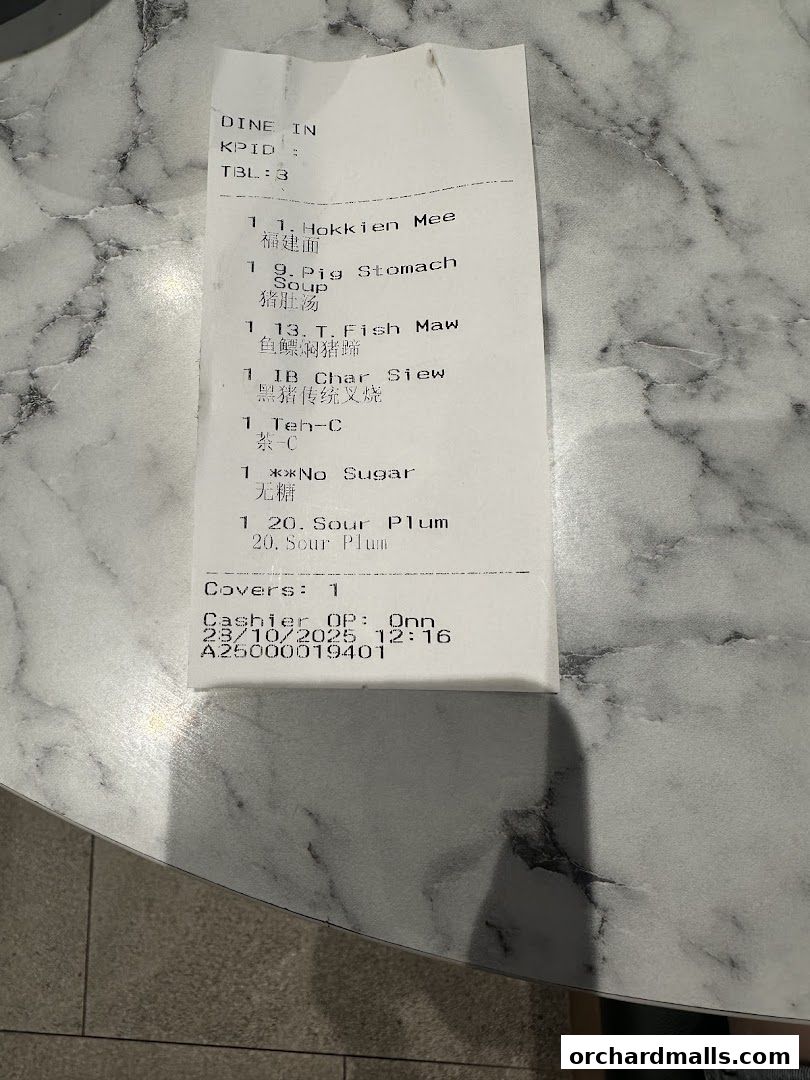 DINE IN
KPID :
TBL:3
1 1.Hokkien Mee
福建面
1 9.Pig Stomach
Soup
猪肚汤
1 13.T.Fish Maw
鱼鳔焖猪蹄
1 IB Char Siew
黑猪传统叉烧
1 Teh-C
茶-C
1 **No Sugar
无糖
1 20.Sour Plum
20.Sour Plum
Covers: 1
Cashier OP: Onn
28/10/2025 12:16
A25000019401
orchardmalls.com